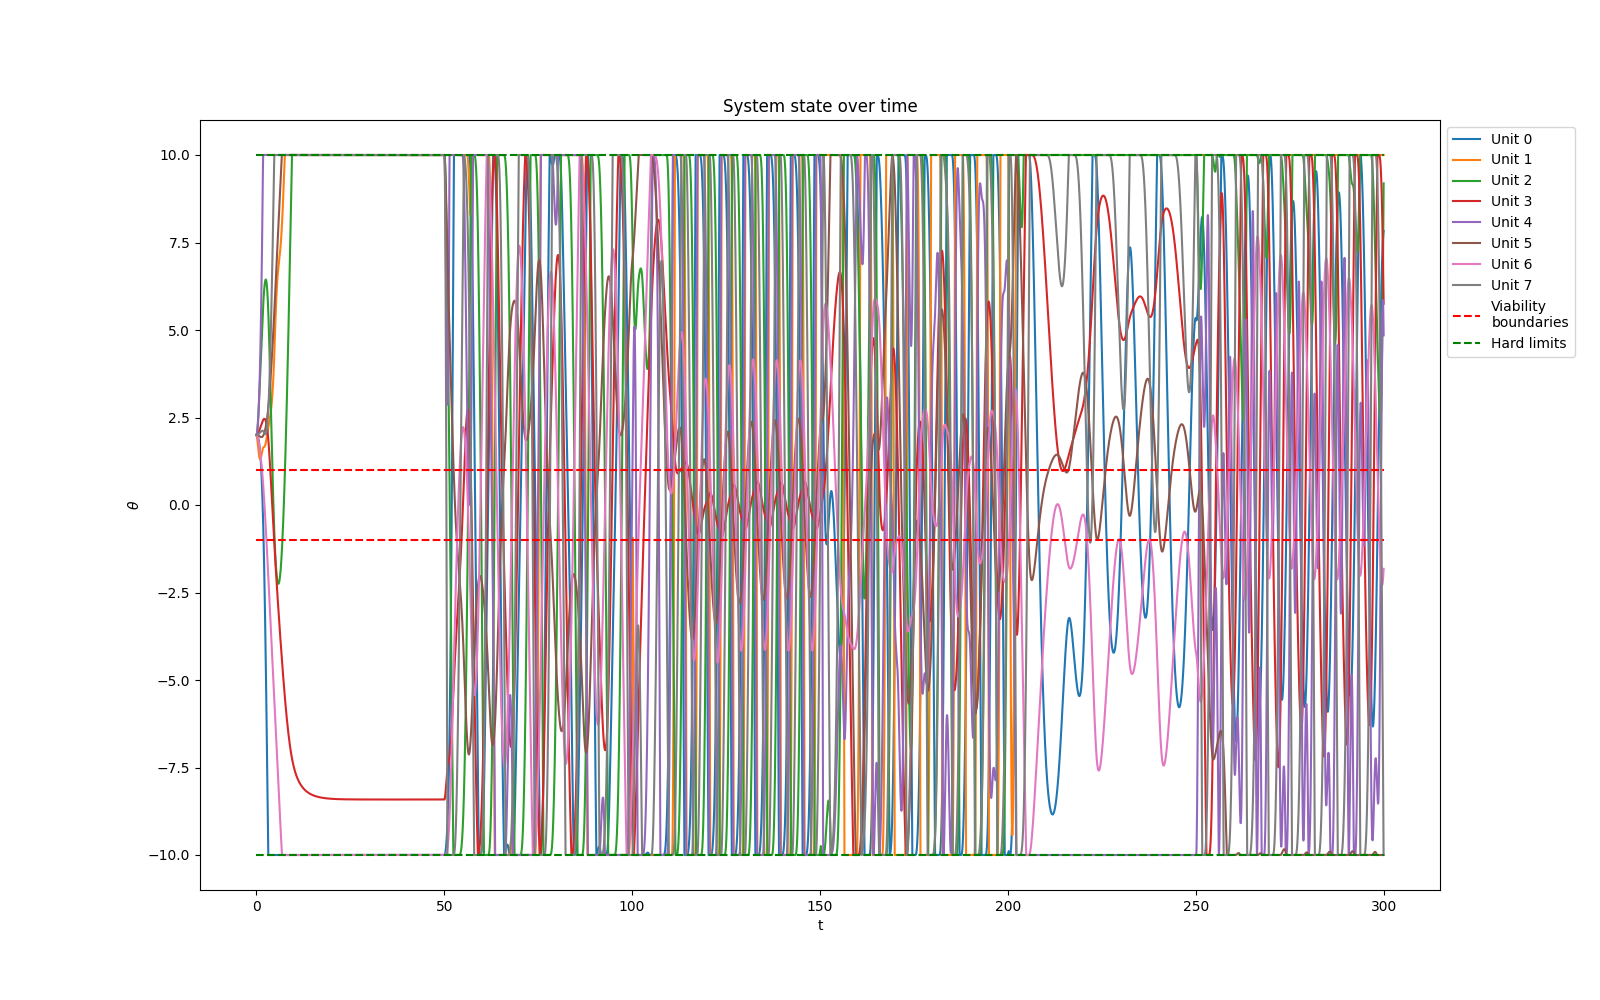 System state over time
10.0
7.5
5.0
2.5
0.0
−2.5
−5.0
−7.5
−10.0
θ
0
50
100
150
200
250
300
t
Unit 0
Unit 1
Unit 2
Unit 3
Unit 4
Unit 5
Unit 6
Unit 7
Viability
boundaries
Hard limits